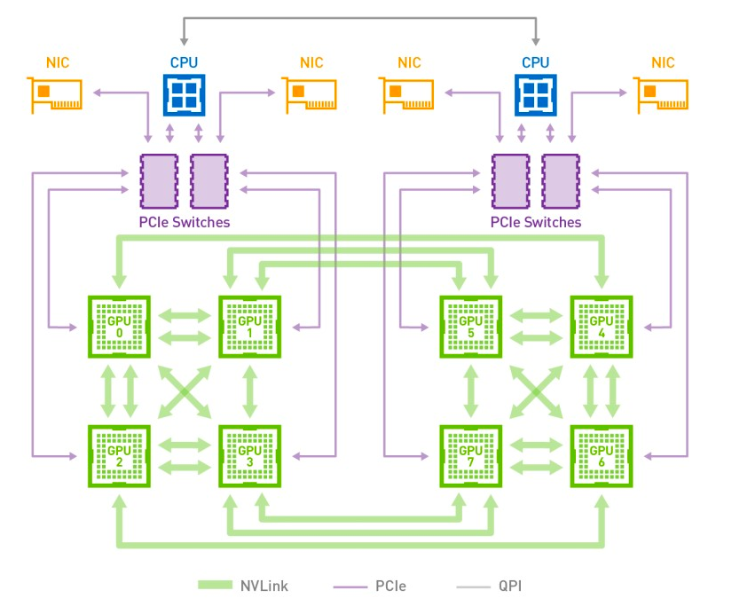 NIC
CPU
NIC
NIC
CPU
NIC
PCIe Switches
PCIe Switches
GPU
0
GPU
1
GPU
5
GPU
4
GPU
2
GPU
3
GPU
7
GPU
6
NVLink
PCIe
QPI